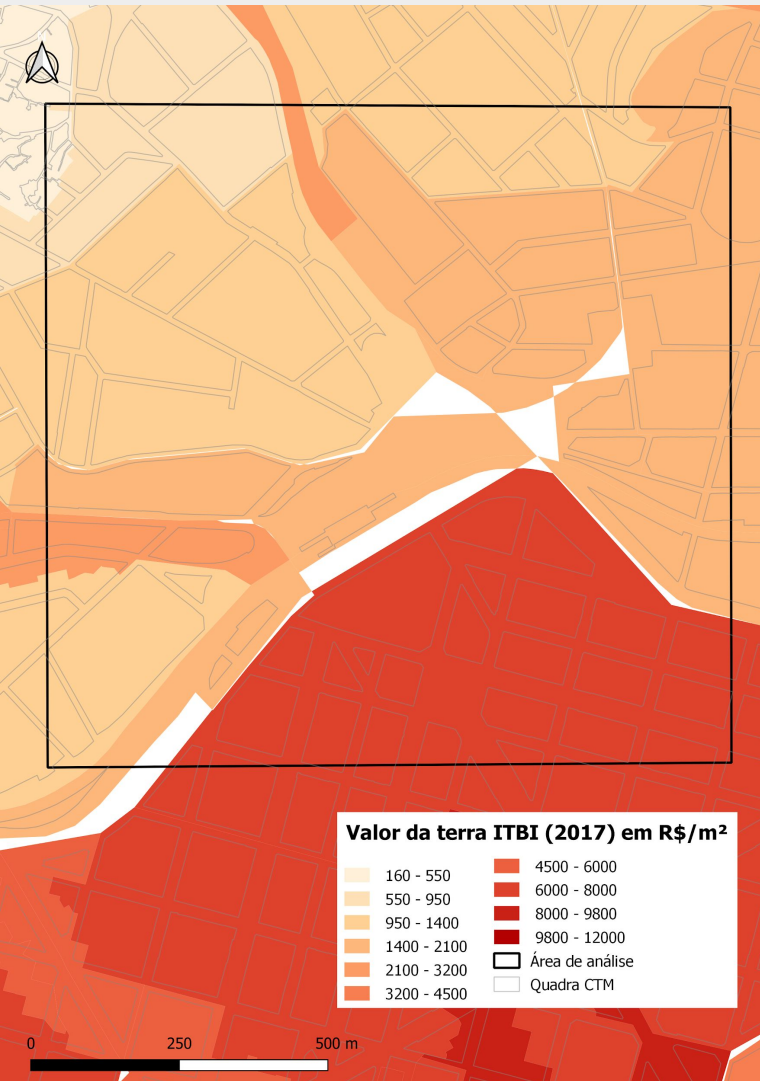 Valor da terra ITBI (2017) em R$/m²
160 - 550
550 - 950
950 - 1400
1400 - 2100
2100 - 3200
3200 - 4500
4500 - 6000
6000 - 8000
8000 - 9800
9800 - 12000
Área de análise
Quadra CTM
0 250 500 m